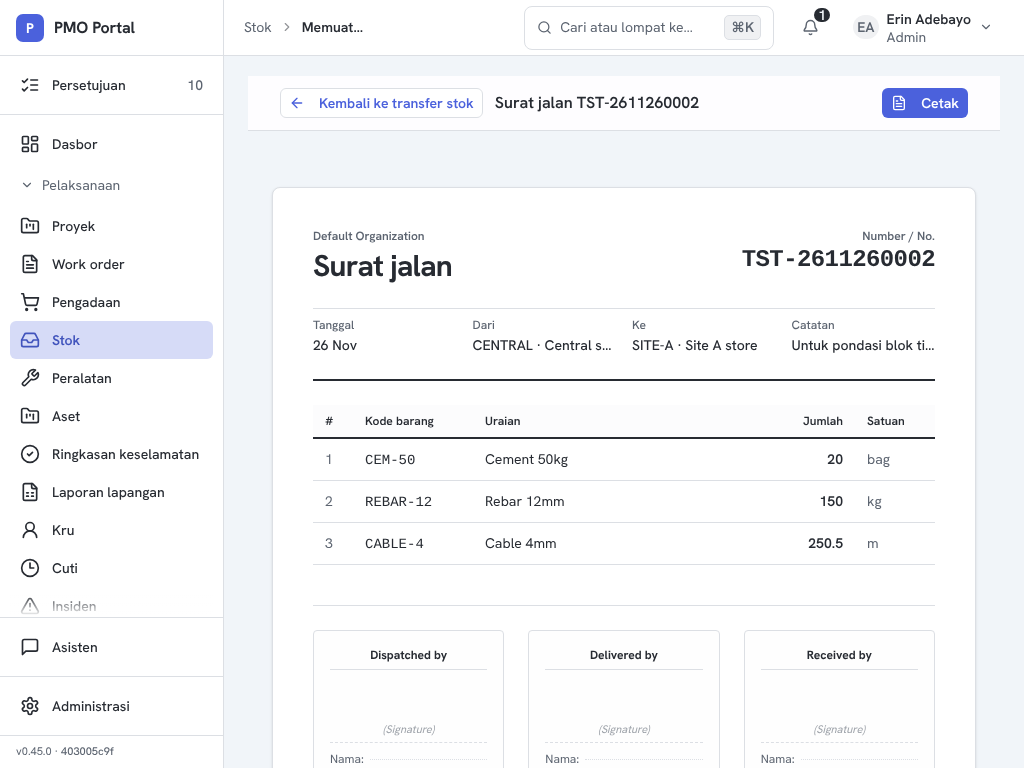 P PMO Portal
Stok > Memuat...
Cari atau lompat ke... ⌘K
1
EA Erin Adebayo
Admin
Persetujuan 10
Dasbor
Pelaksanaan
Proyek
Work order
Pengadaan
Stok
Peralatan
Aset
Ringkasan keselamatan
Laporan lapangan
Kru
Cuti
Insiden
Asisten
Administrasi
v0.45.0 · 403005c9f
Kembali ke transfer stok Surat jalan TST-2611260002 Cetak
Default Organization Number / No.
Surat jalan TST-2611260002
Tanggal Dari Ke Catatan
26 Nov CENTRAL · Central s... SITE-A · Site A store Untuk pondasi blok ti...
# Kode barang Uraian Jumlah Satuan
1 CEM-50 Cement 50kg 20 bag
2 REBAR-12 Rebar 12mm 150 kg
3 CABLE-4 Cable 4mm 250.5 m
Dispatched by Delivered by Received by
(Signature) (Signature) (Signature)
Nama: Nama: Nama: